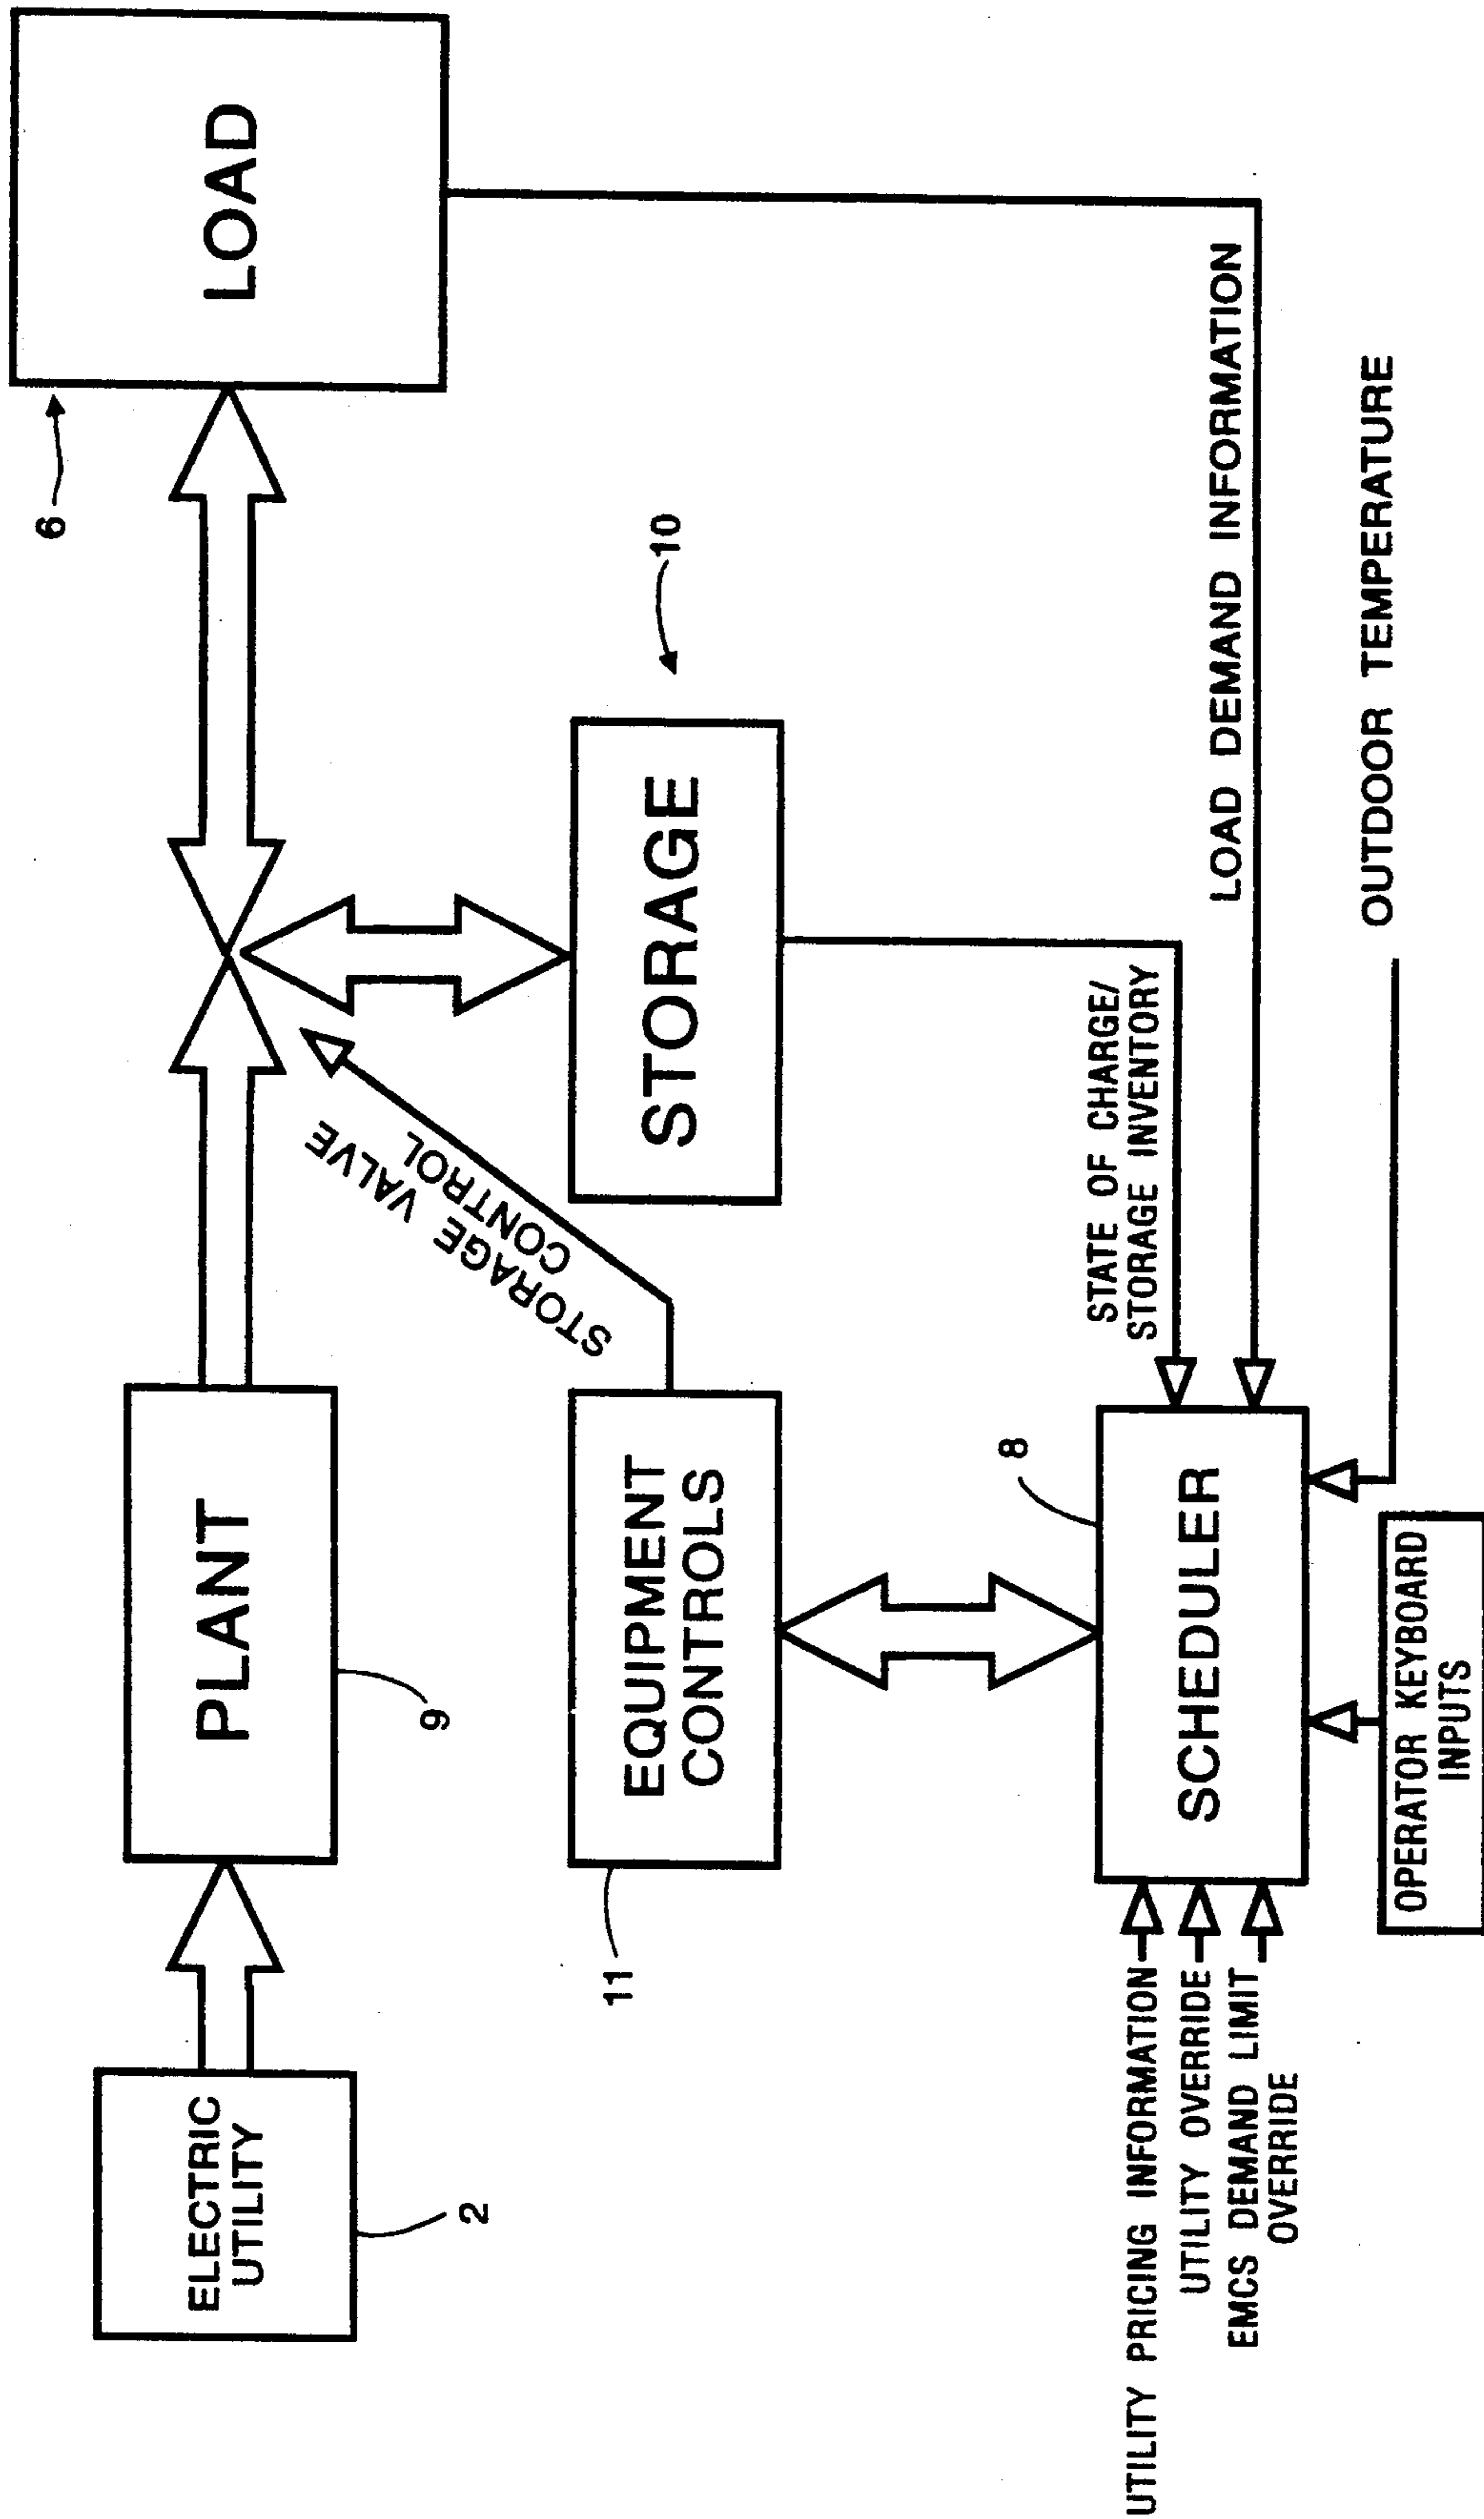 ELECTRIC
UTILITY
2
PLANT
9
LOAD
6
EQUIPMENT
CONTROLS
11
STORAGE VALVE
CONTROL
STORAGE
10
SCHEDULER
8
STATE OF CHARGE/
STORAGE INVENTORY
LOAD DEMAND INFORMATION
OUTDOOR TEMPERATURE
UTILITY PRICING INFORMATION
UTILITY OVERRIDE
EMCS DEMAND LIMIT
OVERRIDE
OPERATOR KEYBOARD
INPUTS